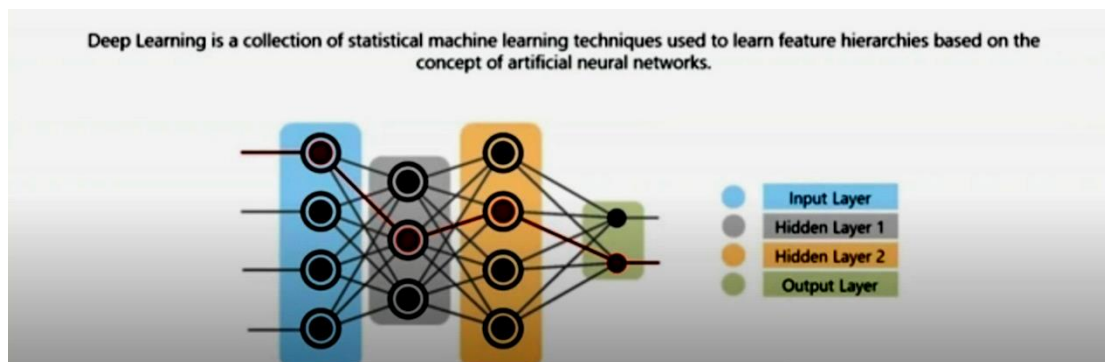 Deep Learning is a collection of statistical machine learning techniques used to learn feature hierarchies based on the
concept of artificial neural networks.
Input Layer
Hidden Layer 1
Hidden Layer 2
Output Layer